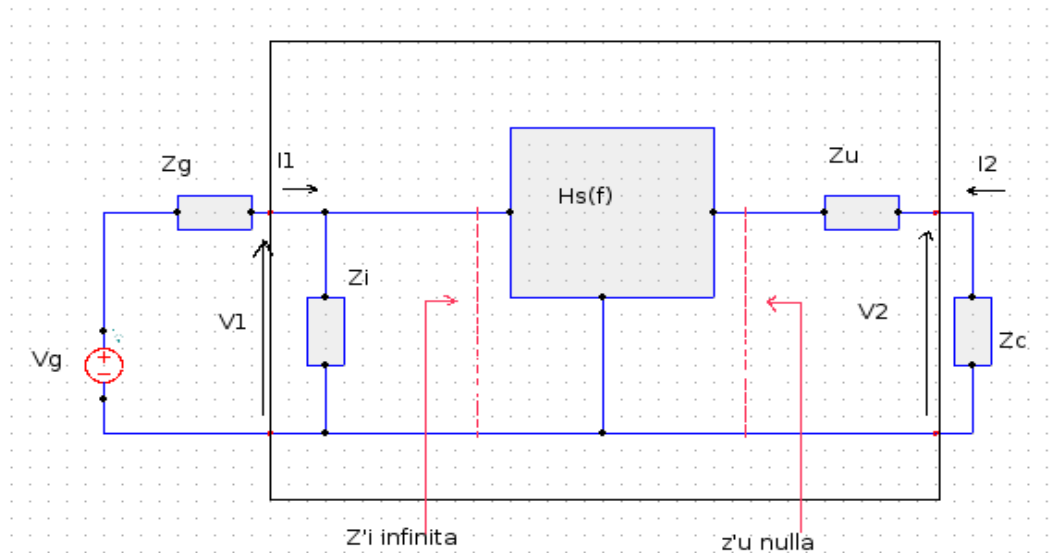 Zg
I1
Hs(f)
Zu
I2
Zi
V1
V2
Vg
Zc
Z'i infinita
z'u nulla